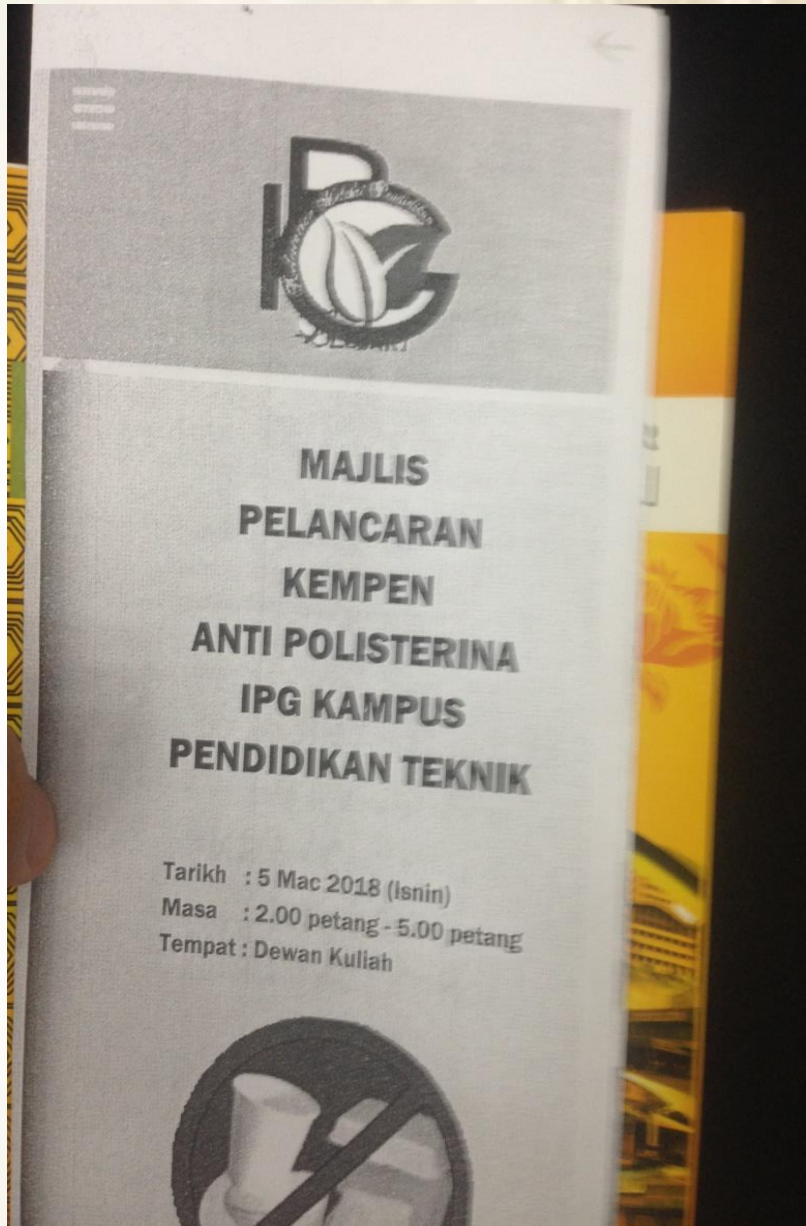 MAJLIS
PELANCARAN
KEMPEN
ANTI POLISTERINA
IPG KAMPUS
PENDIDIKAN TEKNIK
Tarikh : 5 Mac 2018 (Isnin)
Masa : 2.00 petang - 5.00 petang
Tempat : Dewan Kuliah